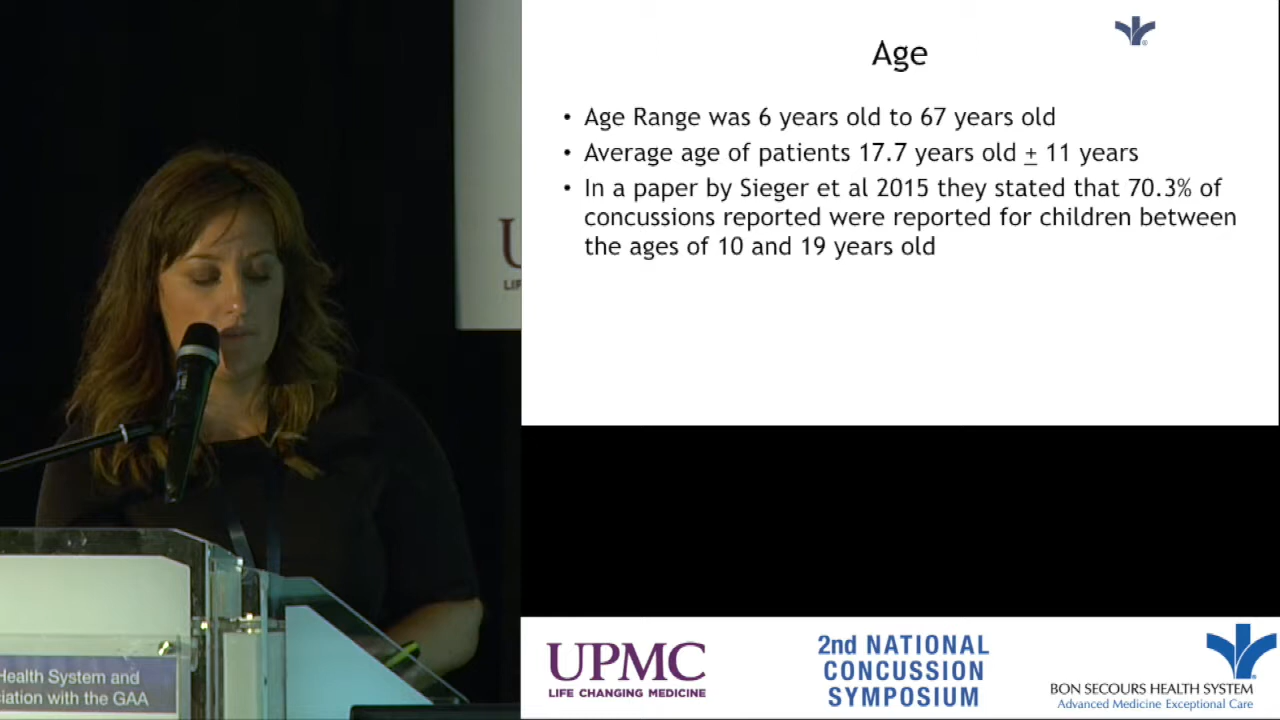 Age
• Age Range was 6 years old to 67 years old
• Average age of patients 17.7 years old ± 11 years
• In a paper by Sieger et al 2015 they stated that 70.3% of
concussions reported were reported for children between
the ages of 10 and 19 years old
UPMC
LIFE CHANGING MEDICINE
2nd NATIONAL
CONCUSSION
SYMPOSIUM
BON SECOURS HEALTH SYSTEM
Advanced Medicine Exceptional Care
Health System and
ciation with the GAA